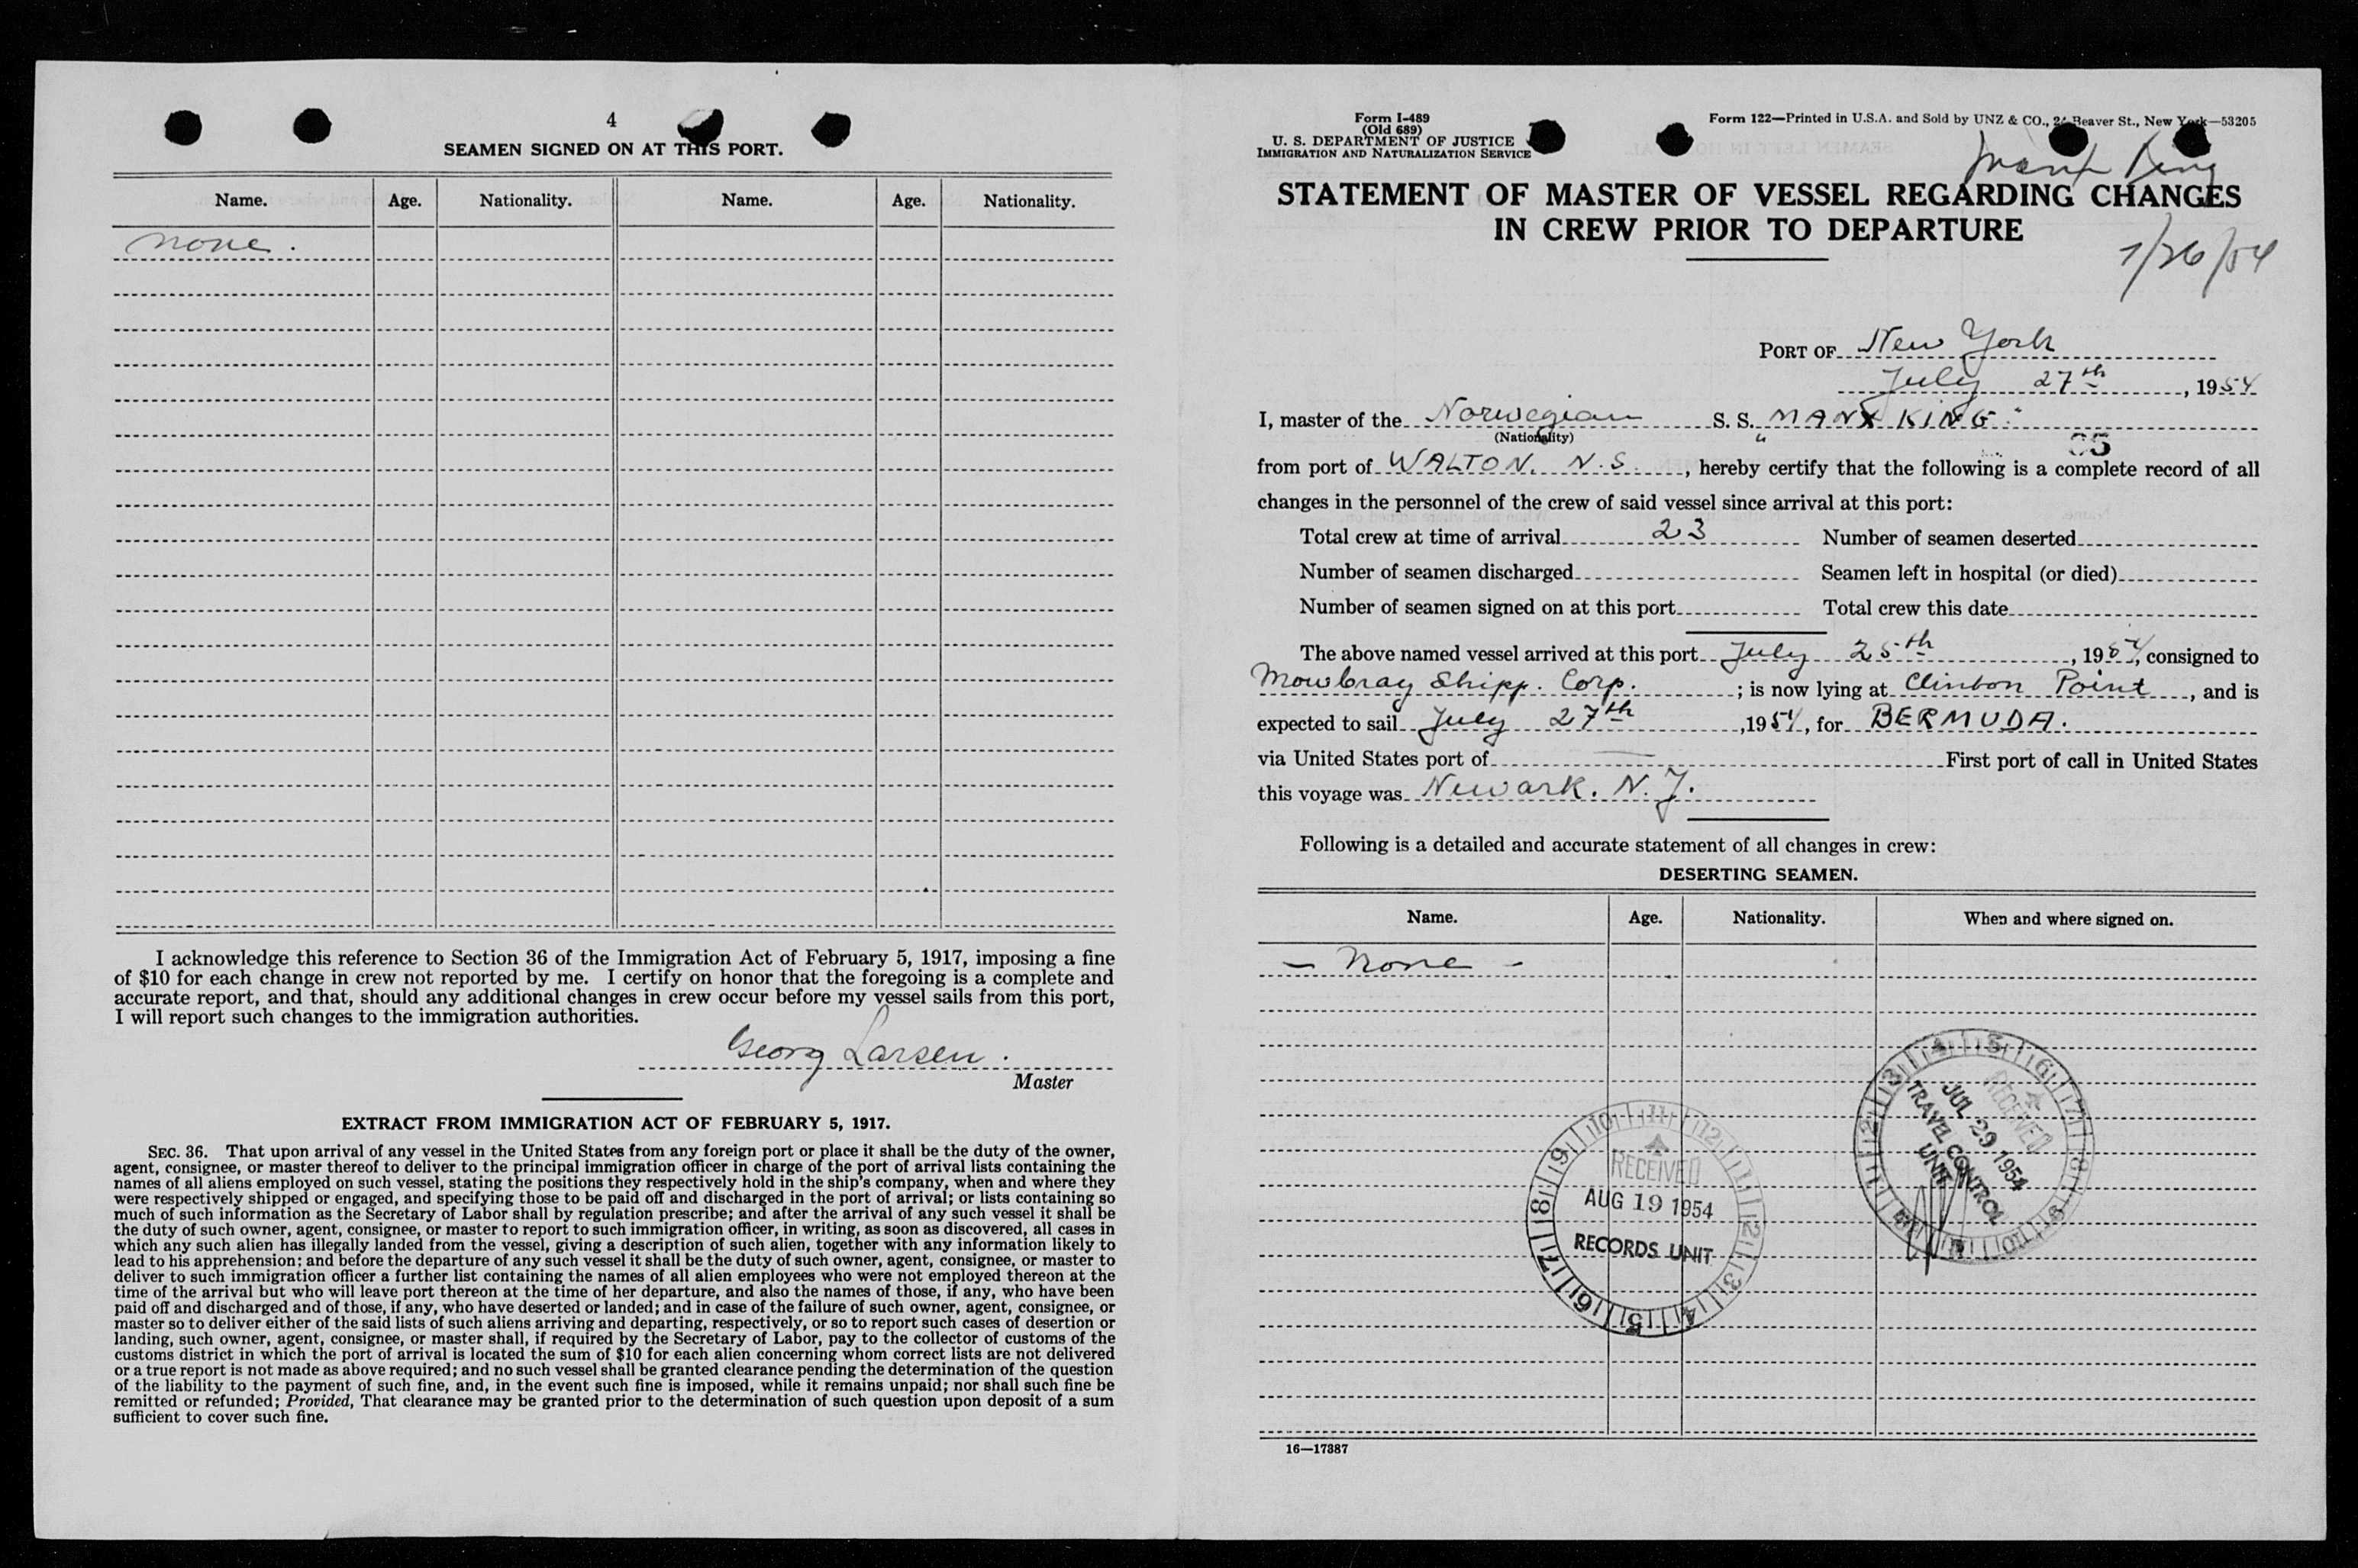 4
SEAMEN SIGNED ON AT THIS PORT.
Name. Age. Nationality. Name. Age. Nationality.
none.
I acknowledge this reference to Section 36 of the Immigration Act of February 5, 1917, imposing a fine
of $10 for each change in crew not reported by me. I certify on honor that the foregoing is a complete and
accurate report, and that, should any additional changes in crew occur before my vessel sails from this port,
I will report such changes to the immigration authorities.
Georg Larsen.
Master
EXTRACT FROM IMMIGRATION ACT OF FEBRUARY 5, 1917.
SEC. 36. That upon arrival of any vessel in the United States from any foreign port or place it shall be the duty of the owner,
agent, consignee, or master thereof to deliver to the principal immigration officer in charge of the port of arrival lists containing the
names of all aliens employed on such vessel, stating the positions they respectively hold in the ship's company, when and where they
were respectively shipped or engaged, and specifying those to be paid off and discharged in the port of arrival; or lists containing so
much of such information as the Secretary of Labor shall by regulation prescribe; and after the arrival of any such vessel it shall be
the duty of such owner, agent, consignee, or master to report to such immigration officer, in writing, as soon as discovered, all cases in
which any such alien has illegally landed from the vessel, giving a description of such alien, together with any information likely to
lead to his apprehension; and before the departure of any such vessel it shall be the duty of such owner, agent, consignee, or master to
deliver to such immigration officer a further list containing the names of all alien employees who were not employed thereon at the
time of the arrival but who will leave port thereon at the time of her departure, and also the names of those, if any, who have been
paid off and discharged and of those, if any, who have deserted or landed; and in case of the failure of such owner, agent, consignee, or
master so to deliver either of the said lists of such aliens arriving and departing, respectively, or so to report such cases of desertion or
landing, such owner, agent, consignee, or master shall, if required by the Secretary of Labor, pay to the collector of customs of the
customs district in which the port of arrival is located the sum of $10 for each alien concerning whom correct lists are not delivered
or a true report is not made as above required; and no such vessel shall be granted clearance pending the determination of the question
of the liability to the payment of such fine, and, in the event such fine is imposed, while it remains unpaid; nor shall such fine be
remitted or refunded; Provided, That clearance may be granted prior to the determination of such question upon deposit of a sum
sufficient to cover such fine.
Form I-489
(Old 689)
U. S. DEPARTMENT OF JUSTICE
IMMIGRATION AND NATURALIZATION SERVICE
Form 122—Printed in U.S.A. and Sold by UNZ & CO., 24 Beaver St., New York—53205
Manx King
STATEMENT OF MASTER OF VESSEL REGARDING CHANGES
IN CREW PRIOR TO DEPARTURE
7/26/54
PORT OF New York
July 27th, 1954
I, master of the Norwegian S. S. "MANX KING"
(Nationality)
from port of WALTON. N.S., hereby certify that the following is a complete record of all
changes in the personnel of the crew of said vessel since arrival at this port:
Total crew at time of arrival 23 Number of seamen deserted
Number of seamen discharged Seamen left in hospital (or died)
Number of seamen signed on at this port Total crew this date
The above named vessel arrived at this port July 25th, 1954, consigned to
Mowbray Shipp. Corp.; is now lying at Clinton Point, and is
expected to sail July 27th, 1954, for BERMUDA.
via United States port of — First port of call in United States
this voyage was Newark. N.J.
Following is a detailed and accurate statement of all changes in crew:
DESERTING SEAMEN.
Name. Age. Nationality. When and where signed on.
- None -
RECEIVED
JUL 29 1954
TRAVEL CONTROL
UNIT
RECEIVED
AUG 19 1954
RECORDS UNIT
16—17387